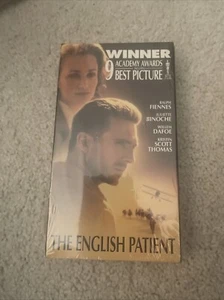 WINNER
9 ACADEMY AWARDS
BEST PICTURE
RALPH
FIENNES
JULIETTE
BINOCHE
WILLEM
DAFOE
KRISTIN
SCOTT
THOMAS
THE ENGLISH PATIENT